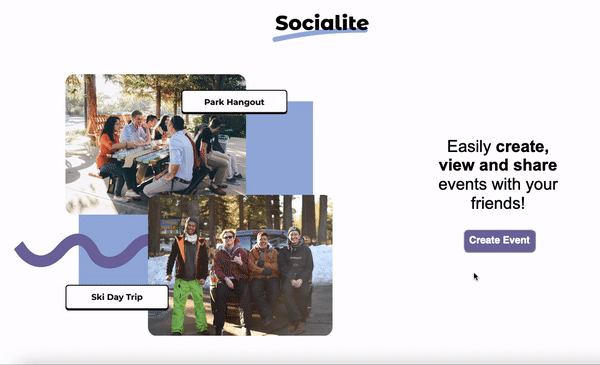 Socialite
Park Hangout
Easily create,
view and share
events with your
friends!
Create Event
Ski Day Trip